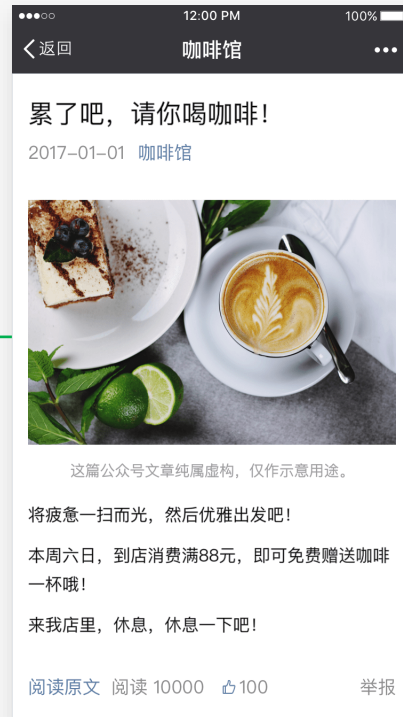 12:00 PM
100%
返回
咖啡馆
累了吧，请你喝咖啡！
2017-01-01 咖啡馆
这篇公众号文章纯属虚构，仅作示意用途。
将疲惫一扫而光，然后优雅出发吧！
本周六日，到店消费满88元，即可免费赠送咖啡
一杯哦！
来我店里，休息，休息一下吧！
阅读原文 阅读 10000 100 举报